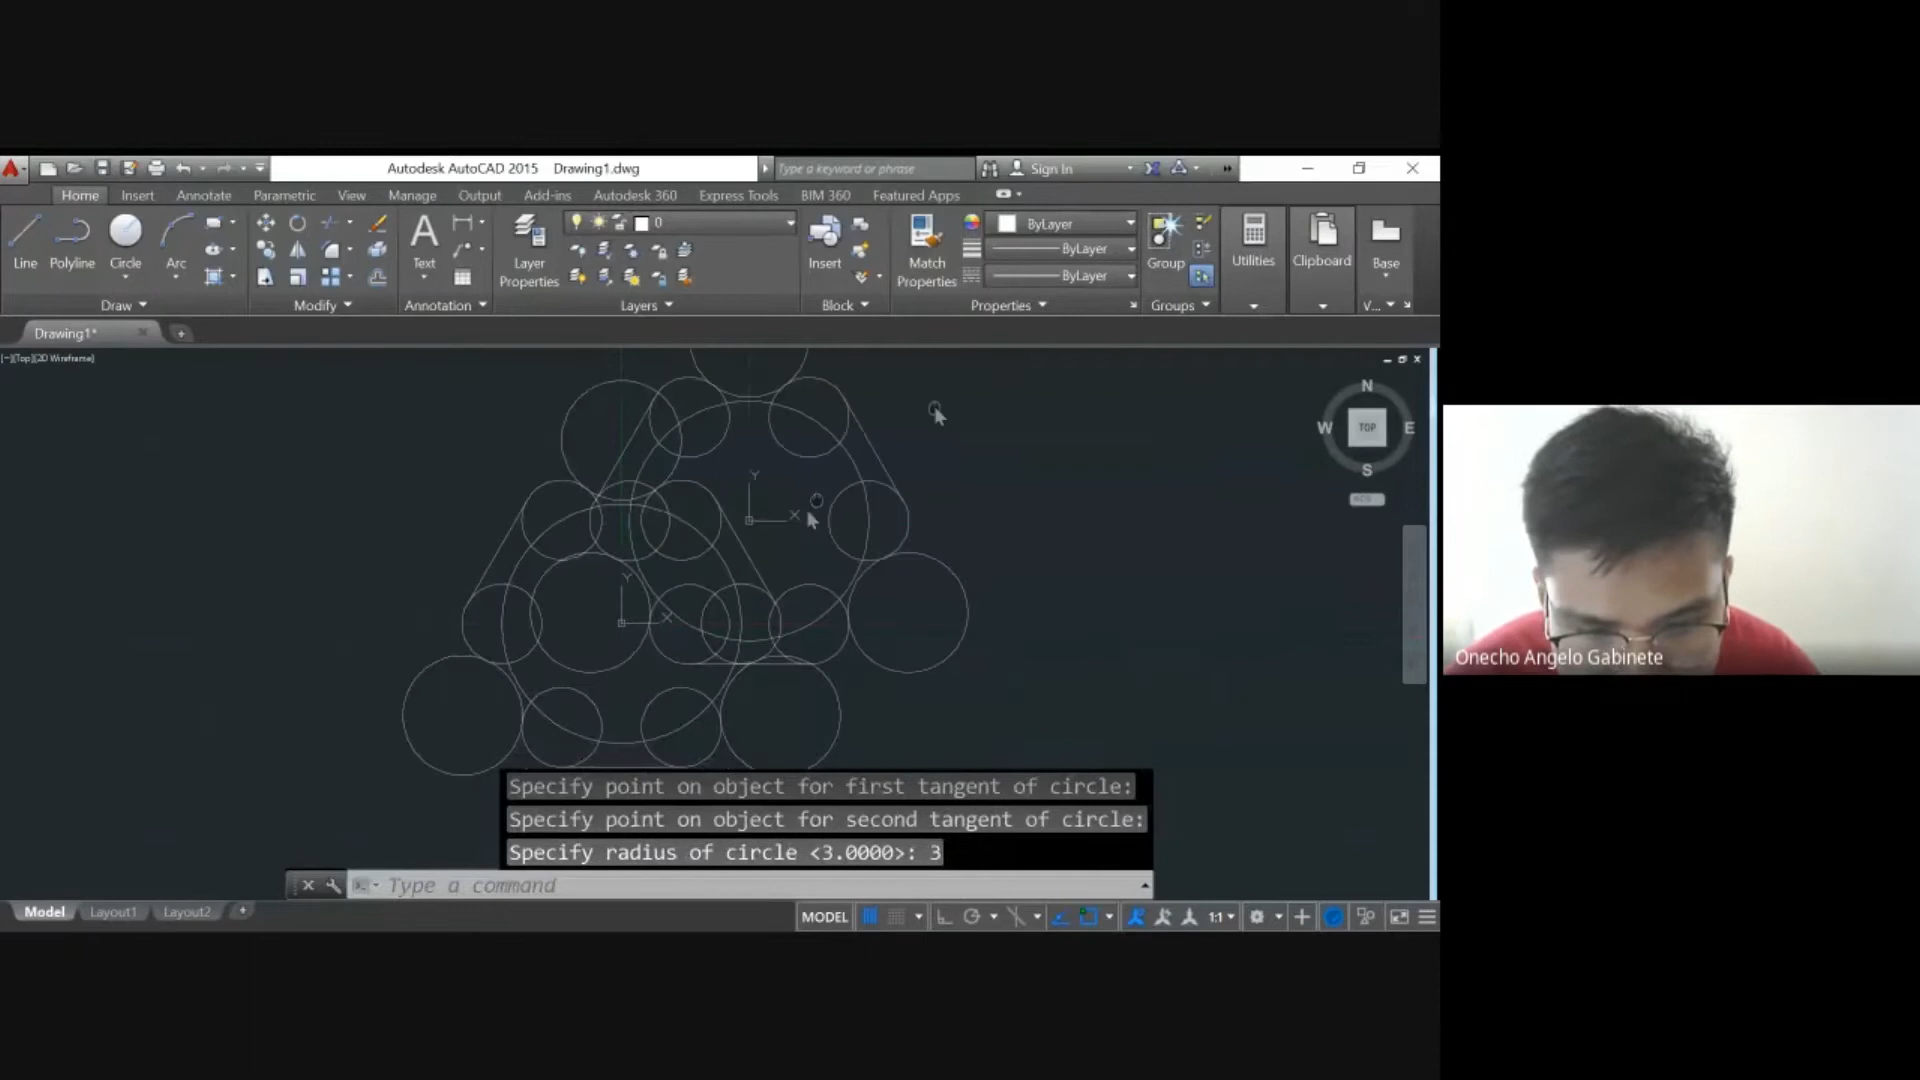 Autodesk AutoCAD 2015 Drawing1.dwg
Type a keyword or phrase
Sign In
Home Insert Annotate Parametric View Manage Output Add-ins Autodesk 360 Express Tools BIM 360 Featured Apps
0
ByLayer
ByLayer
ByLayer
Line Polyline Circle Arc
Text
Layer
Properties
Insert
Match
Properties
Group
Utilities
Clipboard
Base
Draw Modify Annotation Layers Block Properties Groups V...
Drawing1*
[−][Top][2D Wireframe]
N
W TOP E
S
Y
X
Y
X
Specify point on object for first tangent of circle:
Specify point on object for second tangent of circle:
Specify radius of circle <3.0000>: 3
Type a command
Model Layout1 Layout2
MODEL
1:1
Onecho Angelo Gabinete